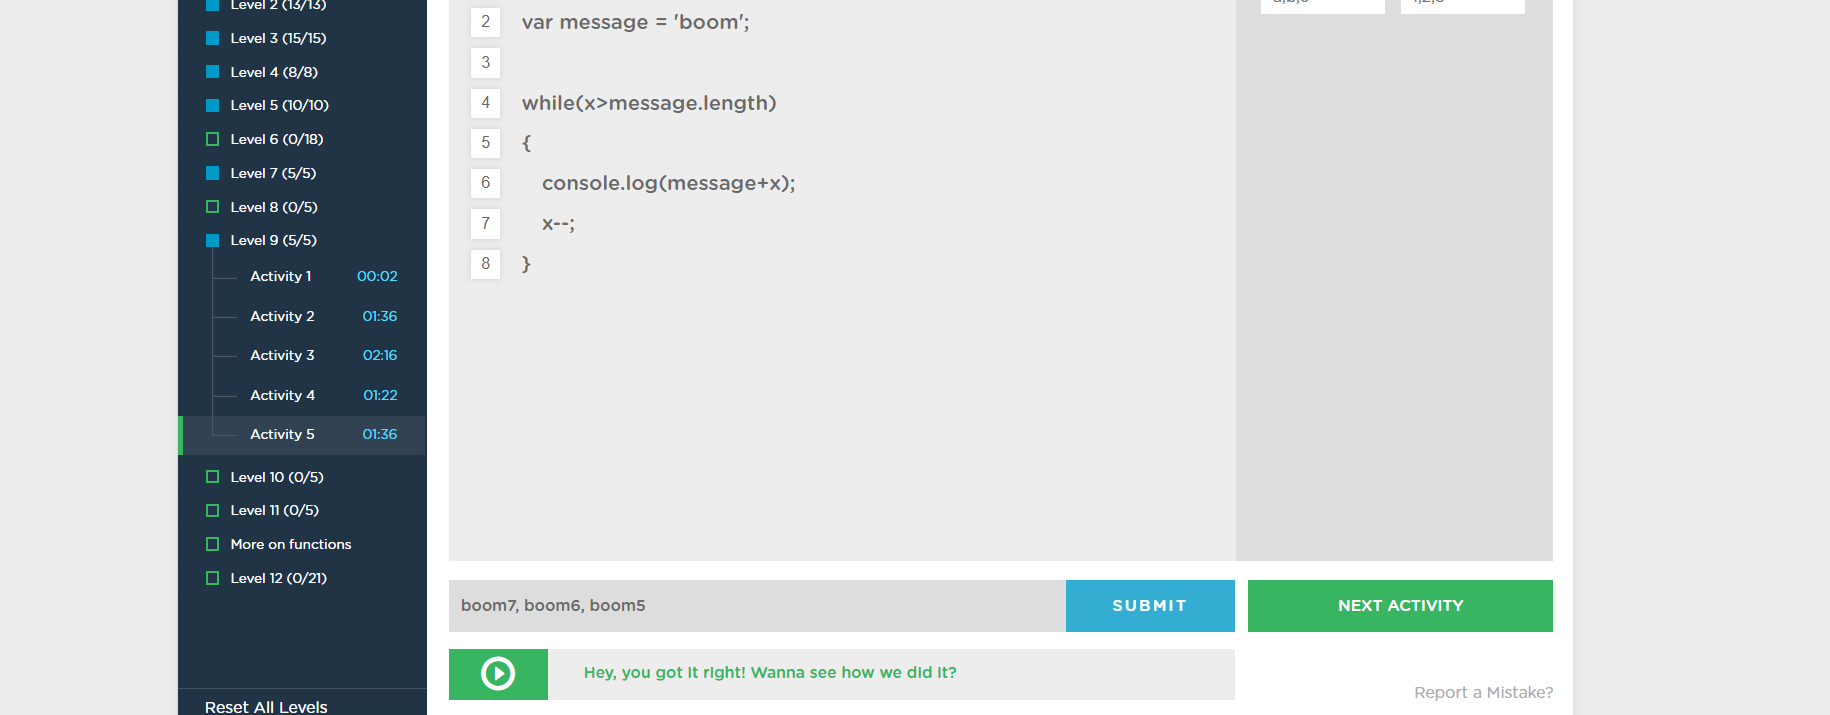 Level 2 (13/13)
Level 3 (15/15)
Level 4 (8/8)
Level 5 (10/10)
Level 6 (0/18)
Level 7 (5/5)
Level 8 (0/5)
Level 9 (5/5)
Activity 1 00:02
Activity 2 01:36
Activity 3 02:16
Activity 4 01:22
Activity 5 01:36
Level 10 (0/5)
Level 11 (0/5)
More on functions
Level 12 (0/21)
Reset All Levels
2 var message = 'boom';
3
4 while(x>message.length)
5 {
6 console.log(message+x);
7 x--;
8 }
boom7, boom6, boom5
SUBMIT
NEXT ACTIVITY
Hey, you got it right! Wanna see how we did it?
Report a Mistake?